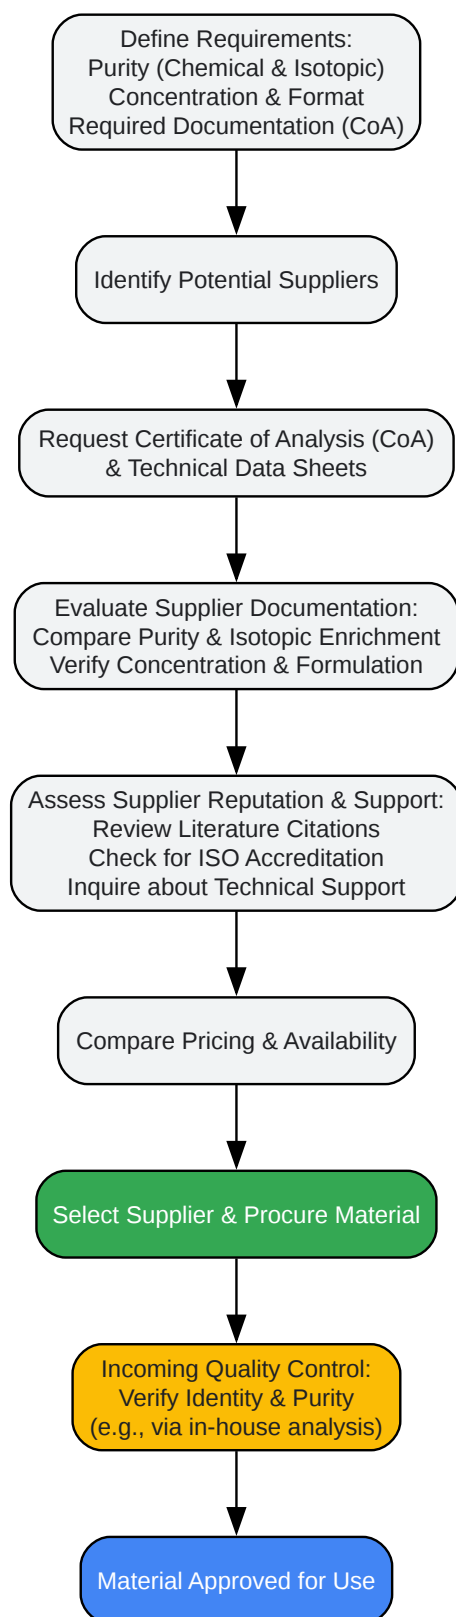 Define Requirements:
Purity (Chemical & Isotopic)
Concentration & Format
Required Documentation (CoA)
Identify Potential Suppliers
Request Certificate of Analysis (CoA)
& Technical Data Sheets
Evaluate Supplier Documentation:
Compare Purity & Isotopic Enrichment
Verify Concentration & Formulation
Assess Supplier Reputation & Support:
Review Literature Citations
Check for ISO Accreditation
Inquire about Technical Support
Compare Pricing & Availability
Select Supplier & Procure Material
Incoming Quality Control:
Verify Identity & Purity
(e.g., via in-house analysis)
Material Approved for Use